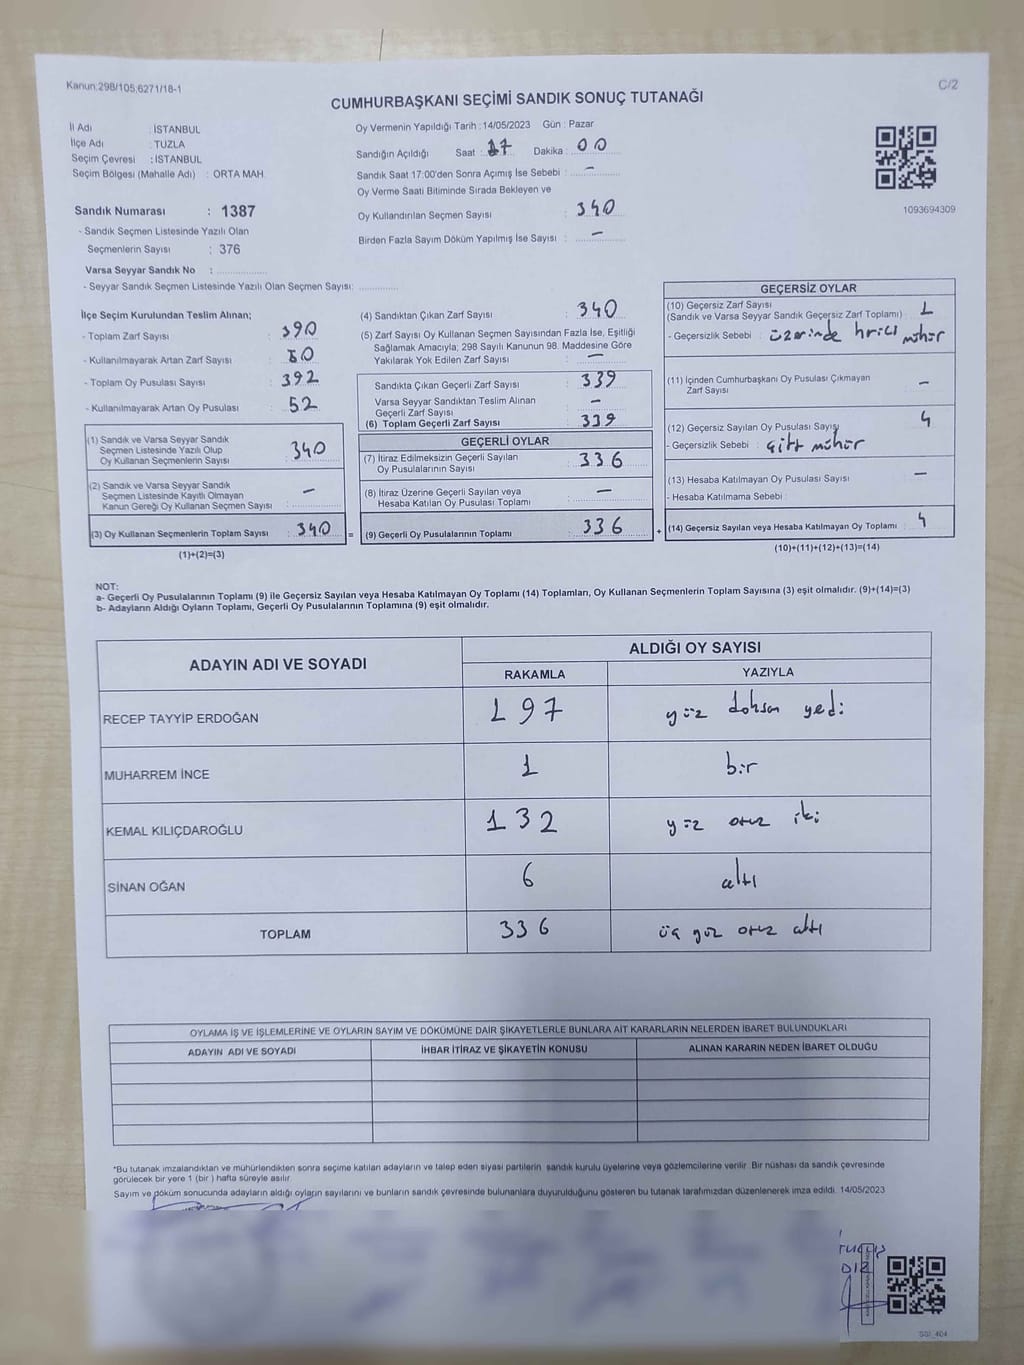 Kanun:298/105;6271/18-1
C/2
CUMHURBAŞKANI SEÇİMİ SANDIK SONUÇ TUTANAĞI
İl Adı : İSTANBUL
İlçe Adı : TUZLA
Seçim Çevresi : İSTANBUL
Seçim Bölgesi (Mahalle Adı) : ORTA MAH.
Sandık Numarası : 1387
- Sandık Seçmen Listesinde Yazılı Olan
Seçmenlerin Sayısı : 376
Varsa Seyyar Sandık No :
- Seyyar Sandık Seçmen Listesinde Yazılı Olan Seçmen Sayısı:
Oy Vermenin Yapıldığı Tarih : 14/05/2023 Gün : Pazar
Sandığın Açıldığı Saat : 17 Dakika : 00
Sandık Saat 17:00'den Sonra Açımış İse Sebebi : –
Oy Verme Saati Bitiminde Sırada Bekleyen ve
Oy Kullandırılan Seçmen Sayısı : 340
Birden Fazla Sayım Döküm Yapılmış İse Sayısı : –
1093694309
İlçe Seçim Kurulundan Teslim Alınan;
- Toplam Zarf Sayısı : 390
- Kullanılmayarak Artan Zarf Sayısı : 50
- Toplam Oy Pusulası Sayısı : 392
- Kullanılmayarak Artan Oy Pusulası : 52
(1) Sandık ve Varsa Seyyar Sandık
Seçmen Listesinde Yazılı Olup
Oy Kullanan Seçmenlerin Sayısı : 340
(2) Sandık ve Varsa Seyyar Sandık
Seçmen Listesinde Kayıtlı Olmayan
Kanun Gereği Oy Kullanan Seçmen Sayısı : –
(3) Oy Kullanan Seçmenlerin Toplam Sayısı : 340
(1)+(2)=(3)
(4) Sandıktan Çıkan Zarf Sayısı : 340
(5) Zarf Sayısı Oy Kullanan Seçmen Sayısından Fazla İse, Eşitliği
Sağlamak Amacıyla; 298 Sayılı Kanunun 98. Maddesine Göre
Yakılarak Yok Edilen Zarf Sayısı : –
Sandıkta Çıkan Geçerli Zarf Sayısı : 339
Varsa Seyyar Sandıktan Teslim Alınan
Geçerli Zarf Sayısı : –
(6) Toplam Geçerli Zarf Sayısı : 339
GEÇERLİ OYLAR
(7) İtiraz Edilmeksizin Geçerli Sayılan
Oy Pusulalarının Sayısı : 336
(8) İtiraz Üzerine Geçerli Sayılan veya
Hesaba Katılan Oy Pusulası Toplamı : –
= (9) Geçerli Oy Pusulalarının Toplamı : 336
GEÇERSİZ OYLAR
(10) Geçersiz Zarf Sayısı
(Sandık ve Varsa Seyyar Sandık Geçersiz Zarf Toplamı) : 1
- Geçersizlik Sebebi : üzerinde hrici mühür
(11) İçinden Cumhurbaşkanı Oy Pusulası Çıkmayan
Zarf Sayısı –
(12) Geçersiz Sayılan Oy Pusulası Sayısı 4
- Geçersizlik Sebebi : çift mühür
(13) Hesaba Katılmayan Oy Pusulası Sayısı –
- Hesaba Katılmama Sebebi :
+ (14) Geçersiz Sayılan veya Hesaba Katılmayan Oy Toplamı 4
(10)+(11)+(12)+(13)=(14)
NOT:
a- Geçerli Oy Pusulalarının Toplamı (9) ile Geçersiz Sayılan veya Hesaba Katılmayan Oy Toplamı (14) Toplamları, Oy Kullanan Seçmenlerin Toplam Sayısına (3) eşit olmalıdır. (9)+(14)=(3)
b- Adayların Aldığı Oyların Toplamı, Geçerli Oy Pusulalarının Toplamına (9) eşit olmalıdır.
ADAYIN ADI VE SOYADI
ALDIĞI OY SAYISI
RAKAMLA YAZIYLA
RECEP TAYYİP ERDOĞAN 197 yüz doksan yedi
MUHARREM İNCE 1 bir
KEMAL KILIÇDAROĞLU 132 yüz otuz iki
SİNAN OĞAN 6 altı
TOPLAM 336 üç yüz otuz altı
OYLAMA İŞ VE İŞLEMLERİNE VE OYLARIN SAYIM VE DÖKÜMÜNE DAİR ŞİKAYETLERLE BUNLARA AİT KARARLARIN NELERDEN İBARET BULUNDUKLARI
ADAYIN ADI VE SOYADI İHBAR İTİRAZ VE ŞİKAYETİN KONUSU ALINAN KARARIN NEDEN İBARET OLDUĞU
*Bu tutanak imzalandıktan ve mühürlendikten sonra seçime katılan adayların ve talep eden siyasi partilerin sandık kurulu üyelerine veya gözlemcilerine verilir. Bir nüshası da sandık çevresinde
görülecek bir yere 1 (bir ) hafta süreyle asılır.
Sayım ve döküm sonucunda adayların aldığı oyların sayılarını ve bunların sandık çevresinde bulunanlara duyurulduğunu gösteren bu tutanak tarafımızdan düzenlenerek imza edildi. 14/05/2023